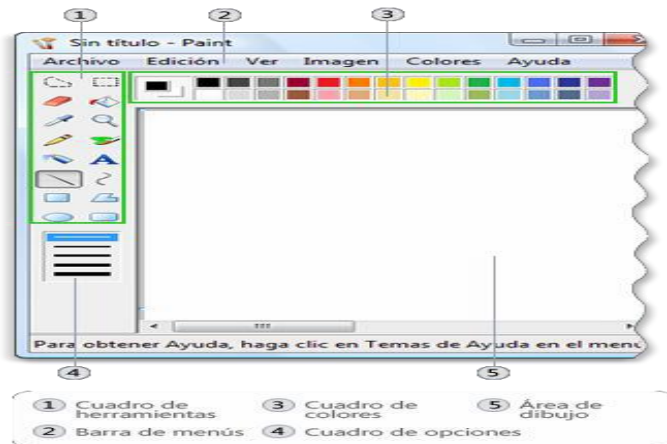 1 2 3
Sin título - Paint
Archivo Edición Ver Imagen Colores Ayuda
A
Para obtener Ayuda, haga clic en Temas de Ayuda en el menú
4 5
1 Cuadro de herramientas
3 Cuadro de colores
5 Área de dibujo
2 Barra de menús
4 Cuadro de opciones